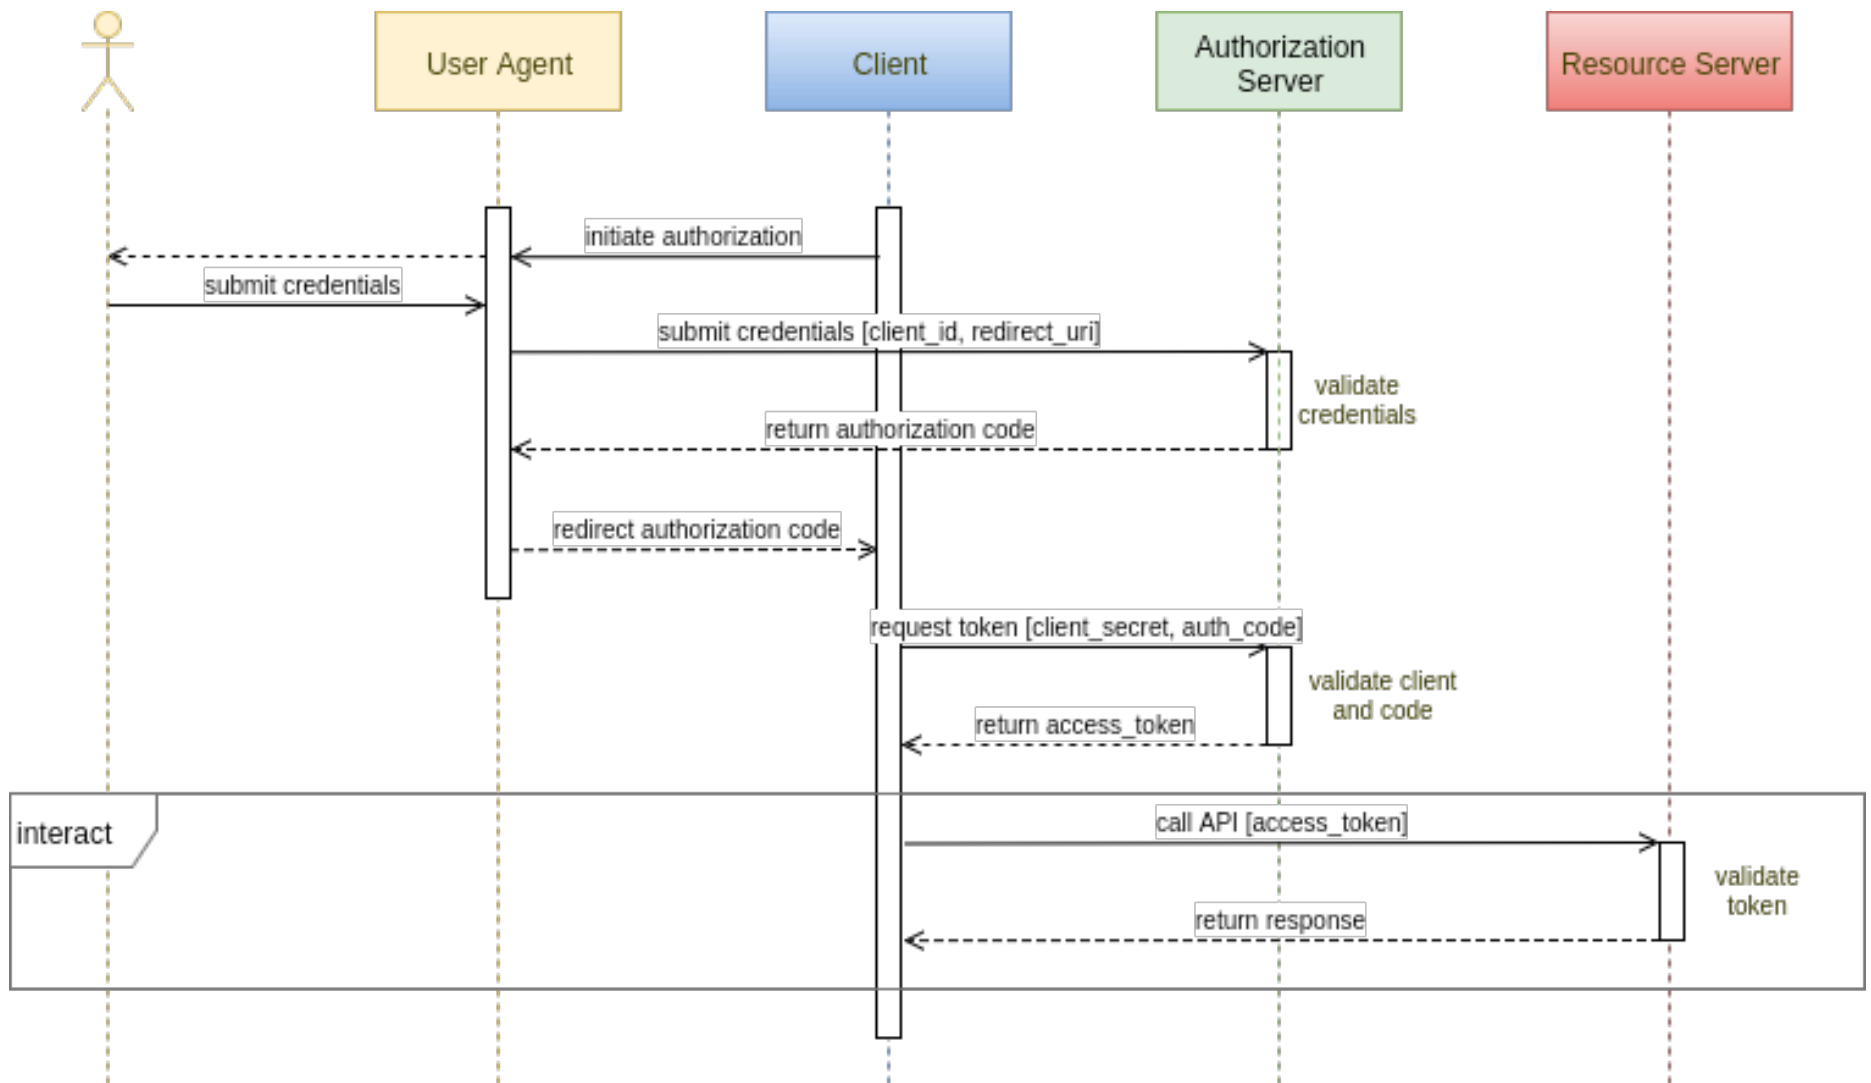 User Agent
Client
Authorization
Server
Resource Server
initiate authorization
submit credentials
submit credentials [client_id, redirect_uri]
validate
credentials
return authorization code
redirect authorization code
request token [client_secret, auth_code]
validate client
and code
return access_token
interact
call API [access_token]
validate
token
return response